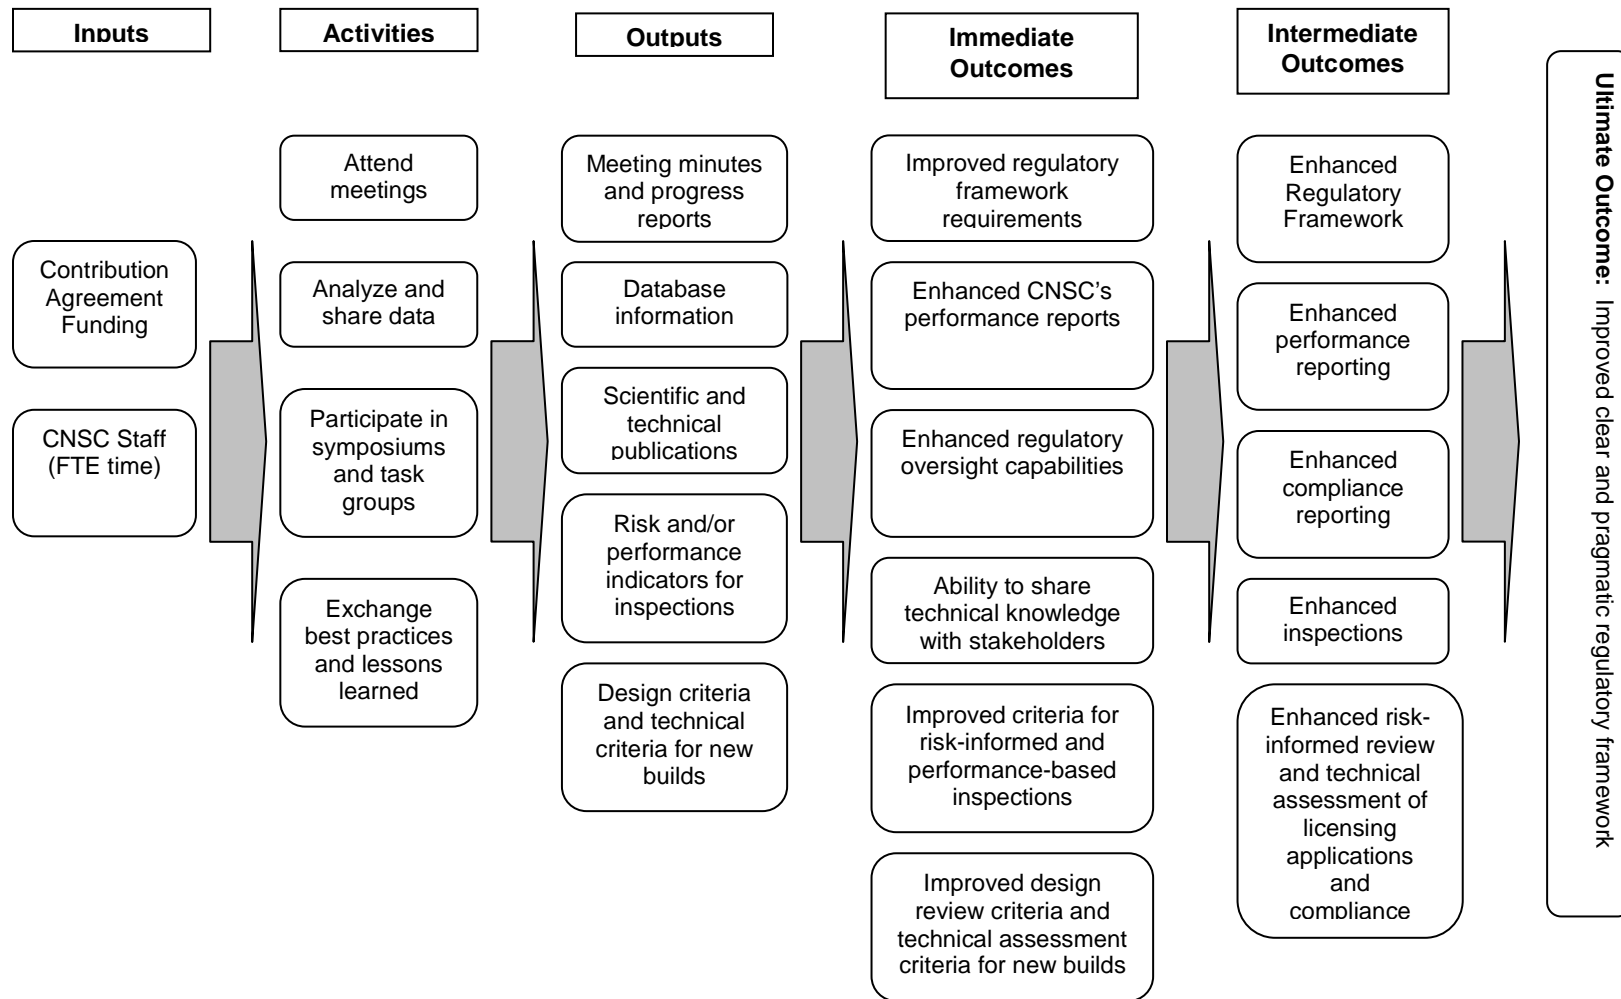 Inputs
Activities
Outputs
Immediate
Outcomes
Intermediate
Outcomes
Contribution
Agreement
Funding
CNSC Staff
(FTE time)
Attend
meetings
Analyze and
share data
Participate in
symposiums
and task
groups
Exchange
best practices
and lessons
learned
Meeting minutes
and progress
reports
Database
information
Scientific and
technical
publications
Risk and/or
performance
indicators for
inspections
Design criteria
and technical
criteria for new
builds
Improved regulatory
framework
requirements
Enhanced CNSC's
performance reports
Enhanced regulatory
oversight capabilities
Ability to share
technical knowledge
with stakeholders
Improved criteria for
risk-informed and
performance-based
inspections
Improved design
review criteria and
technical assessment
criteria for new builds
Enhanced
Regulatory
Framework
Enhanced
performance
reporting
Enhanced
compliance
reporting
Enhanced
inspections
Enhanced risk-
informed review
and technical
assessment of
licensing
applications
and
compliance
Ultimate Outcome: Improved clear and pragmatic regulatory framework